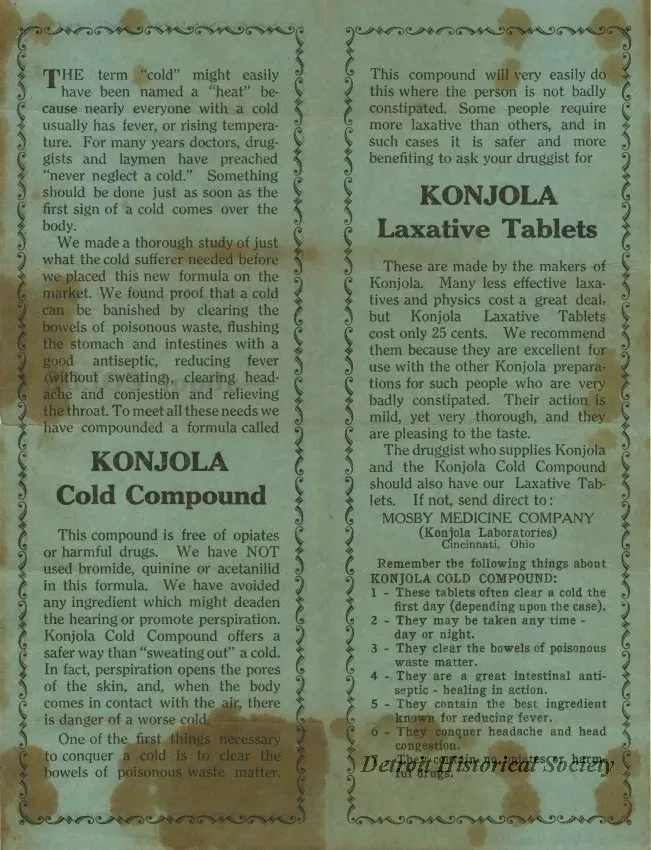 THE term “cold” might easily
have been named a “heat” be-
cause nearly everyone with a cold
usually has fever, or rising tempera-
ture. For many years doctors, drug-
gists and laymen have preached
“never neglect a cold.” Something
should be done just as soon as the
first sign of a cold comes over the
body.
We made a thorough study of just
what the cold sufferer needed before
we placed this new formula on the
market. We found proof that a cold
can be banished by clearing the
bowels of poisonous waste, flushing
the stomach and intestines with a
good antiseptic, reducing fever
(without sweating), clearing head-
ache and conjestion and relieving
the throat. To meet all these needs we
have compounded a formula called
KONJOLA
Cold Compound
This compound is free of opiates
or harmful drugs. We have NOT
used bromide, quinine or acetanilid
in this formula. We have avoided
any ingredient which might deaden
the hearing or promote perspiration.
Konjola Cold Compound offers a
safer way than “sweating out” a cold.
In fact, perspiration opens the pores
of the skin, and, when the body
comes in contact with the air, there
is danger of a worse cold.
One of the first things necessary
to conquer a cold is to clear the
bowels of poisonous waste matter.
This compound will very easily do
this where the person is not badly
constipated. Some people require
more laxative than others, and in
such cases it is safer and more
benefiting to ask your druggist for
KONJOLA
Laxative Tablets
These are made by the makers of
Konjola. Many less effective laxa-
tives and physics cost a great deal,
but Konjola Laxative Tablets
cost only 25 cents. We recommend
them because they are excellent for
use with the other Konjola prepara-
tions for such people who are very
badly constipated. Their action is
mild, yet very thorough, and they
are pleasing to the taste.
The druggist who supplies Konjola
and the Konjola Cold Compound
should also have our Laxative Tab-
lets. If not, send direct to:
MOSBY MEDICINE COMPANY
(Konjola Laboratories)
Cincinnati, Ohio
Remember the following things about
KONJOLA COLD COMPOUND:
1 - These tablets often clear a cold the
first day (depending upon the case).
2 - They may be taken any time -
day or night.
3 - They clear the bowels of poisonous
waste matter.
4 - They are a great intestinal anti-
septic - healing in action.
5 - They contain the best ingredient
known for reducing fever.
6 - They conquer headache and head
congestion.
They contain no opiates or harm-
ful drugs.
Detroit Historical Society